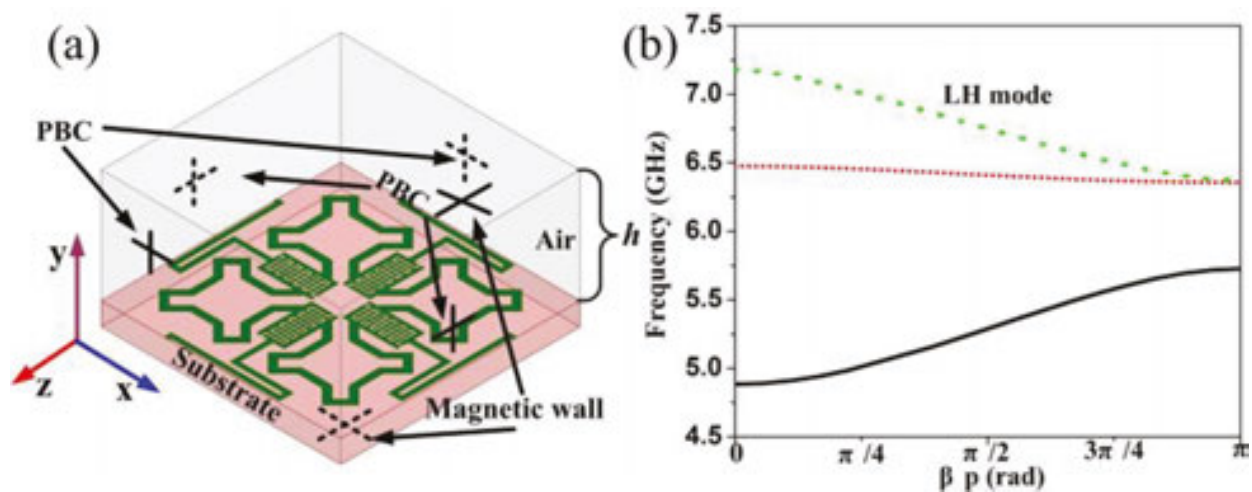 (a)
PBC
PBC
Air
h
y
z
x
Substrate
Magnetic wall
(b)
7.5
7.0
6.5
6.0
5.5
5.0
4.5
Frequency (GHz)
LH mode
0
π /4
π /2
3π /4
π
β p (rad)